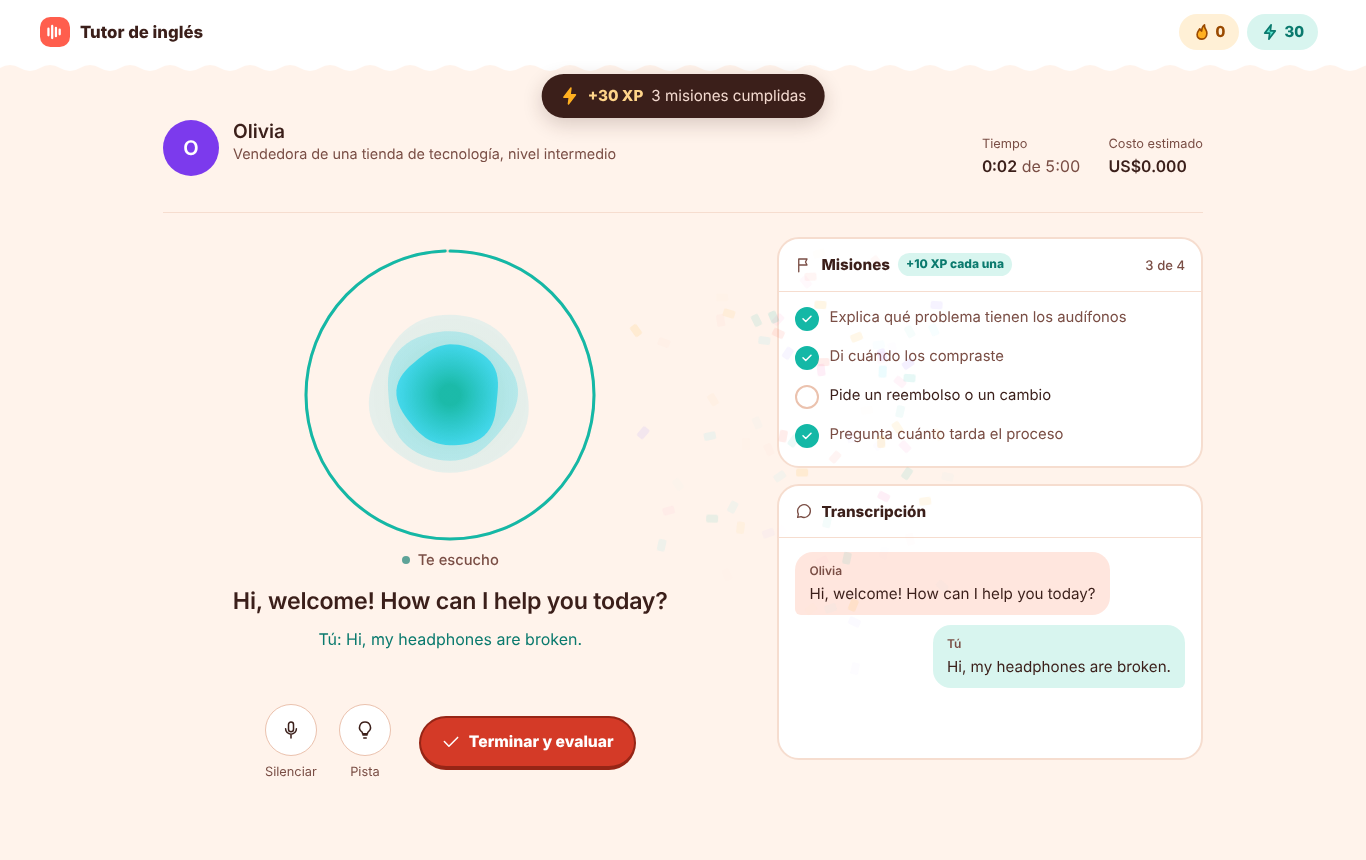 Tutor de inglés
0
30
+30 XP 3 misiones cumplidas
O
Olivia
Vendedora de una tienda de tecnología, nivel intermedio
Tiempo
0:02 de 5:00
Costo estimado
US$0.000
Te escucho
Hi, welcome! How can I help you today?
Tú: Hi, my headphones are broken.
Silenciar
Pista
Terminar y evaluar
Misiones +10 XP cada una 3 de 4
Explica qué problema tienen los audífonos
Di cuándo los compraste
Pide un reembolso o un cambio
Pregunta cuánto tarda el proceso
Transcripción
Olivia
Hi, welcome! How can I help you today?
Tú
Hi, my headphones are broken.